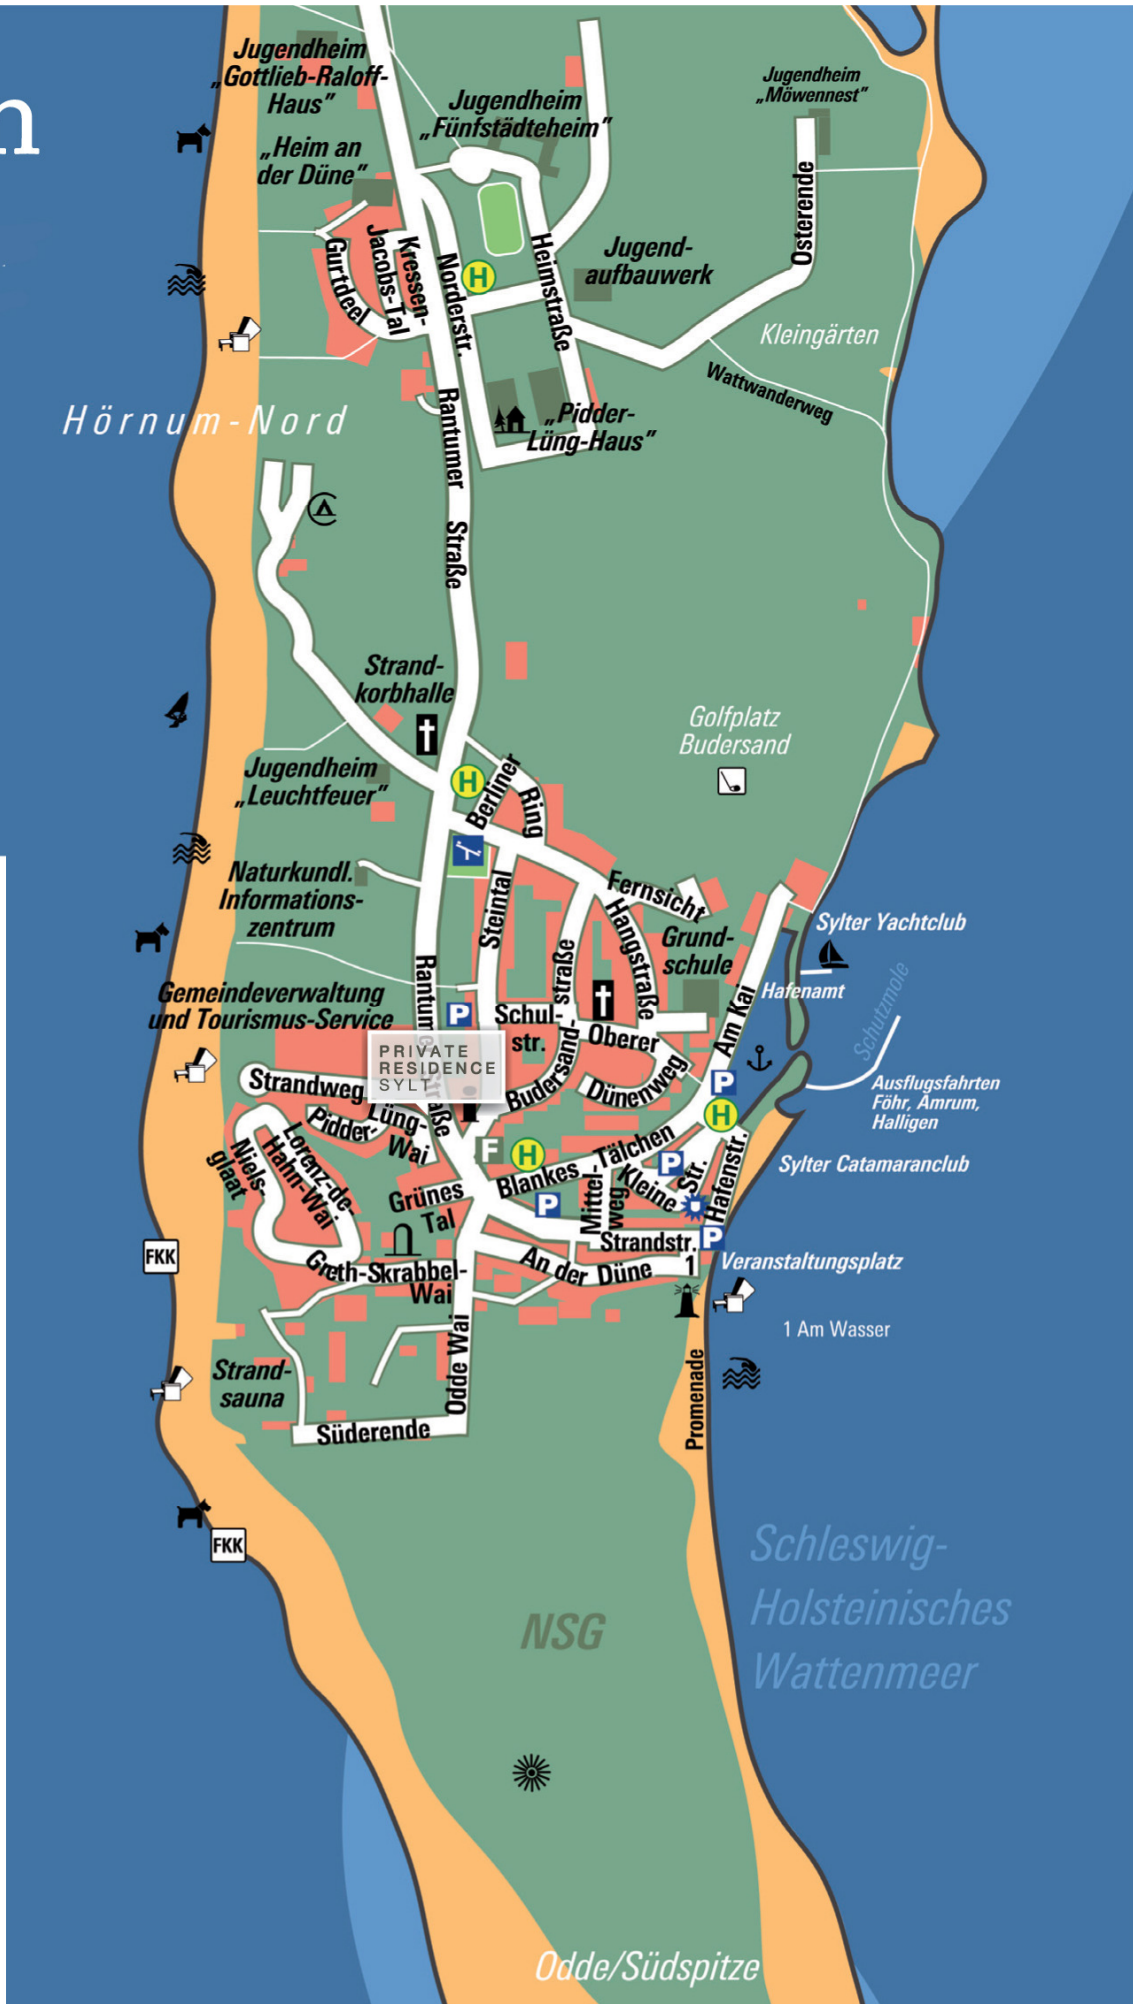 n
Jugendheim
„Gottlieb-Raloff-
Haus”
Jugendheim
„Fünfstädteheim”
Jugendheim
„Möwennest”
„Heim an
der Düne”
Osterende
Gurtdeel
Jacobs-Tal
Kressen-
Norderstr.
H
Heimstraße
Jugend-
aufbauwerk
Kleingärten
Wattwanderweg
Hörnum-Nord
Rantumer
Straße
„Pidder-
Lüng-Haus”
Strand-
korbhalle
Golfplatz
Budersand
Jugendheim
„Leuchtfeuer”
H
Berliner
Ring
Naturkundl.
Informations-
zentrum
Steintal
Fernsicht
Hangstraße
Grund-
schule
Sylter Yachtclub
Hafenamt
Schutzmole
Gemeindeverwaltung
und Tourismus-Service
P
Schul-
str.
Budersand-
straße
Oberer
Dünenweg
Am Kai
PRIVATE
RESIDENCE
SYLT
Rantumer
Straße
Ausflugsfahrten
Föhr, Amrum,
Halligen
P
H
Strandweg
Pidder-
Lüng-
Wai
Niels-
glaat
Lorenz-de-
Hahn-Wai
F
H
Blankes-Tälchen
P
Kleine
Str.
Hafenstr.
Sylter Catamaranclub
Grünes
Tal
P
Mittel-
weg
Strandstr.
P
FKK
Greth-Skrabbel-
Wai
An der Düne
1
Veranstaltungsplatz
1 Am Wasser
Odde Wai
Promenade
Strand-
sauna
Süderende
FKK
Schleswig-
Holsteinisches
Wattenmeer
NSG
Odde/Südspitze